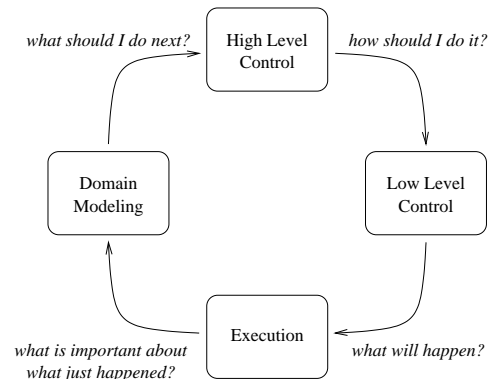 what should I do next?
High Level
Control
how should I do it?
Domain
Modeling
Low Level
Control
Execution
what is important about
what just happened?
what will happen?